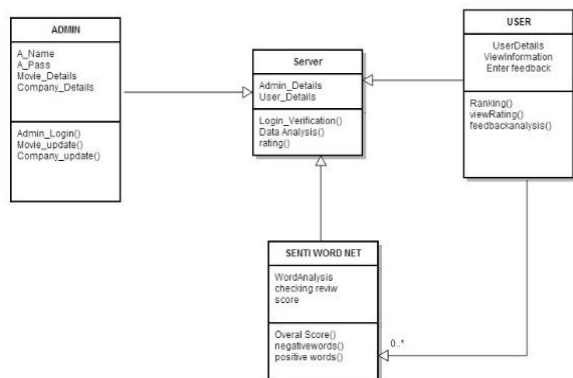 ADMIN
A_Name
A_Pass
Movie_Details
Company_Details
Admin_Login()
Movie_update()
Company_update()
Server
Admin_Details
User_Details
Login_Verification()
Data Analysis()
rating()
USER
UserDetails
ViewInformation
Enter feedback
Ranking()
viewRating()
feedbackanalysis()
SENTI WORD NET
WordAnalysis
checking reviw
score
Overal Score()
negativewords()
positive words()
0..*